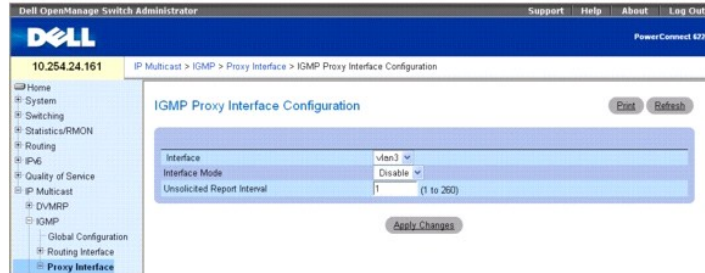 Dell OpenManage Switch Administrator
Support Help About Log Out
DELL
PowerConnect 622
10.254.24.161
IP Multicast > IGMP > Proxy Interface > IGMP Proxy Interface Configuration
Home
System
Switching
Statistics/RMON
Routing
IPv6
Quality of Service
IP Multicast
DVMRP
IGMP
Global Configuration
Routing Interface
Proxy Interface
IGMP Proxy Interface Configuration
Print Refresh
Interface vlan3
Interface Mode Disable
Unsolicited Report Interval 1 (1 to 260)
Apply Changes